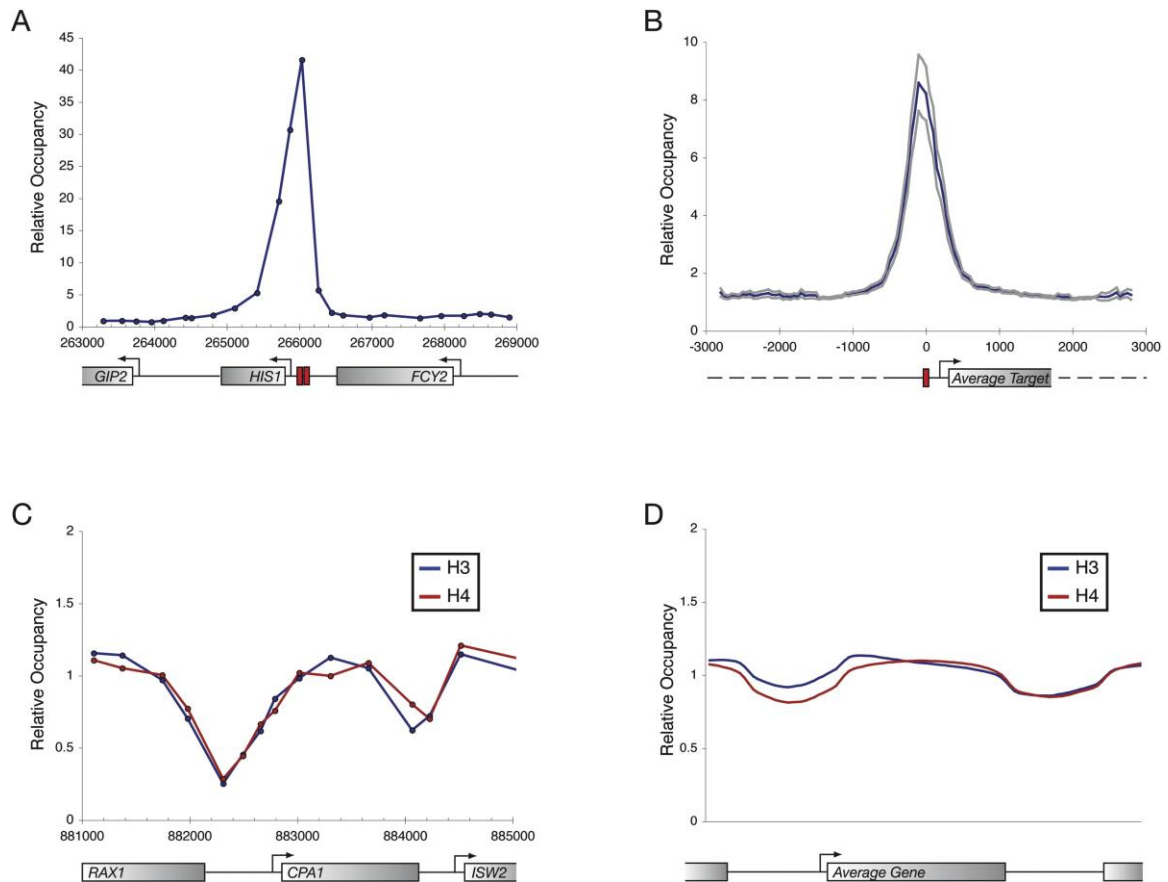 A
Relative Occupancy
45
40
35
30
25
20
15
10
5
0
263000 264000 265000 266000 267000 268000 269000
GIP2 HIS1 FCY2
B
Relative Occupancy
10
8
6
4
2
0
-3000 -2000 -1000 0 1000 2000 3000
Average Target
C
Relative Occupancy
2
1.5
1
0.5
0
H3
H4
881000 882000 883000 884000 885000
RAX1 CPA1 ISW2
D
Relative Occupancy
2
1.5
1
0.5
0
H3
H4
Average Gene